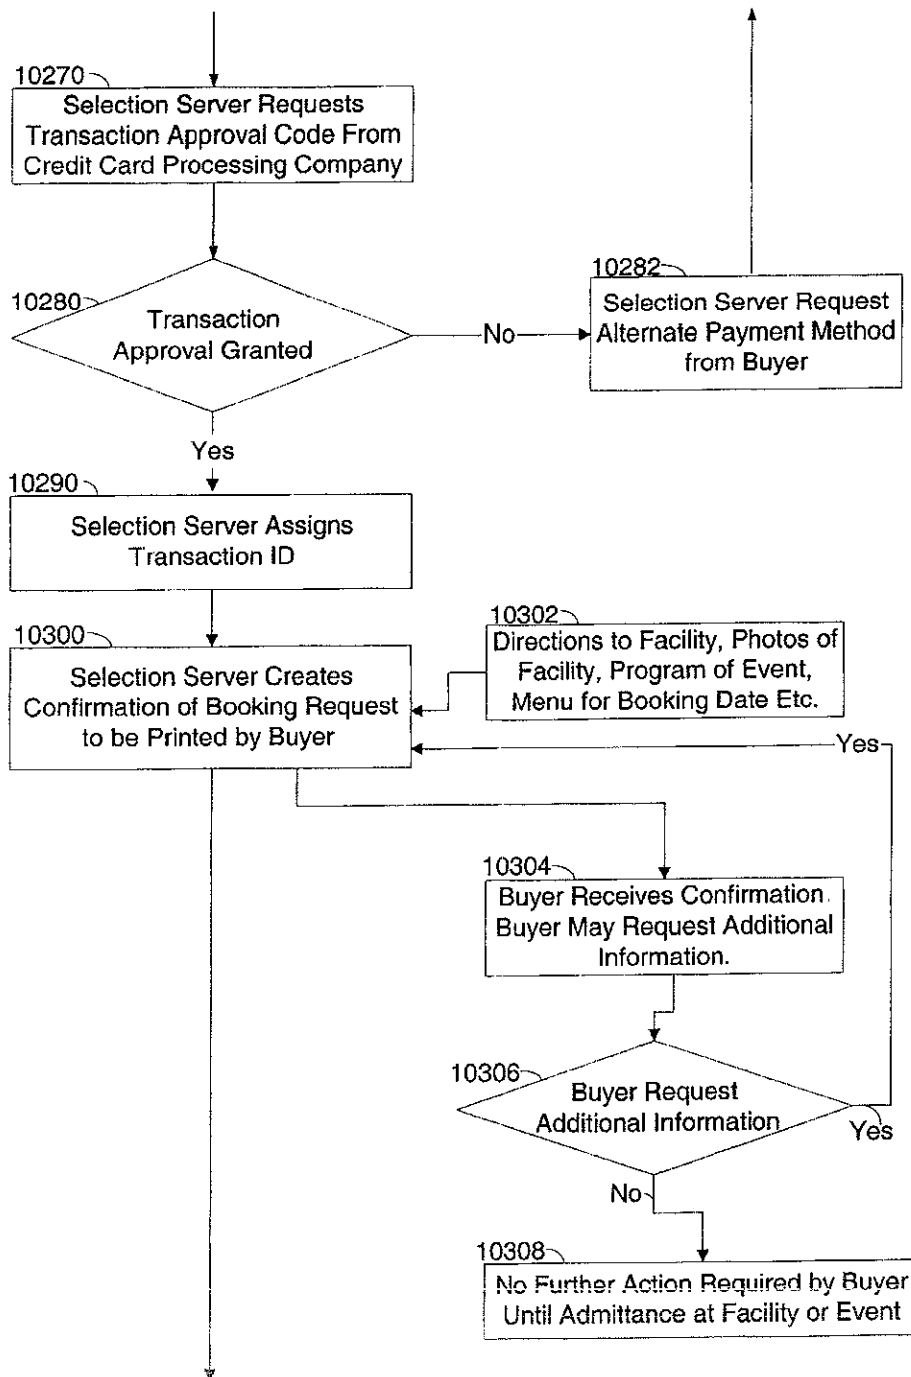 10270
Selection Server Requests
Transaction Approval Code From
Credit Card Processing Company
10280
Transaction
Approval Granted
No
10282
Selection Server Request
Alternate Payment Method
from Buyer
Yes
10290
Selection Server Assigns
Transaction ID
10300
Selection Server Creates
Confirmation of Booking Request
to be Printed by Buyer
10302
Directions to Facility, Photos of
Facility, Program of Event,
Menu for Booking Date Etc.
Yes
10304
Buyer Receives Confirmation.
Buyer May Request Additional
Information.
10306
Buyer Request
Additional Information
Yes
No
10308
No Further Action Required by Buyer
Until Admittance at Facility or Event